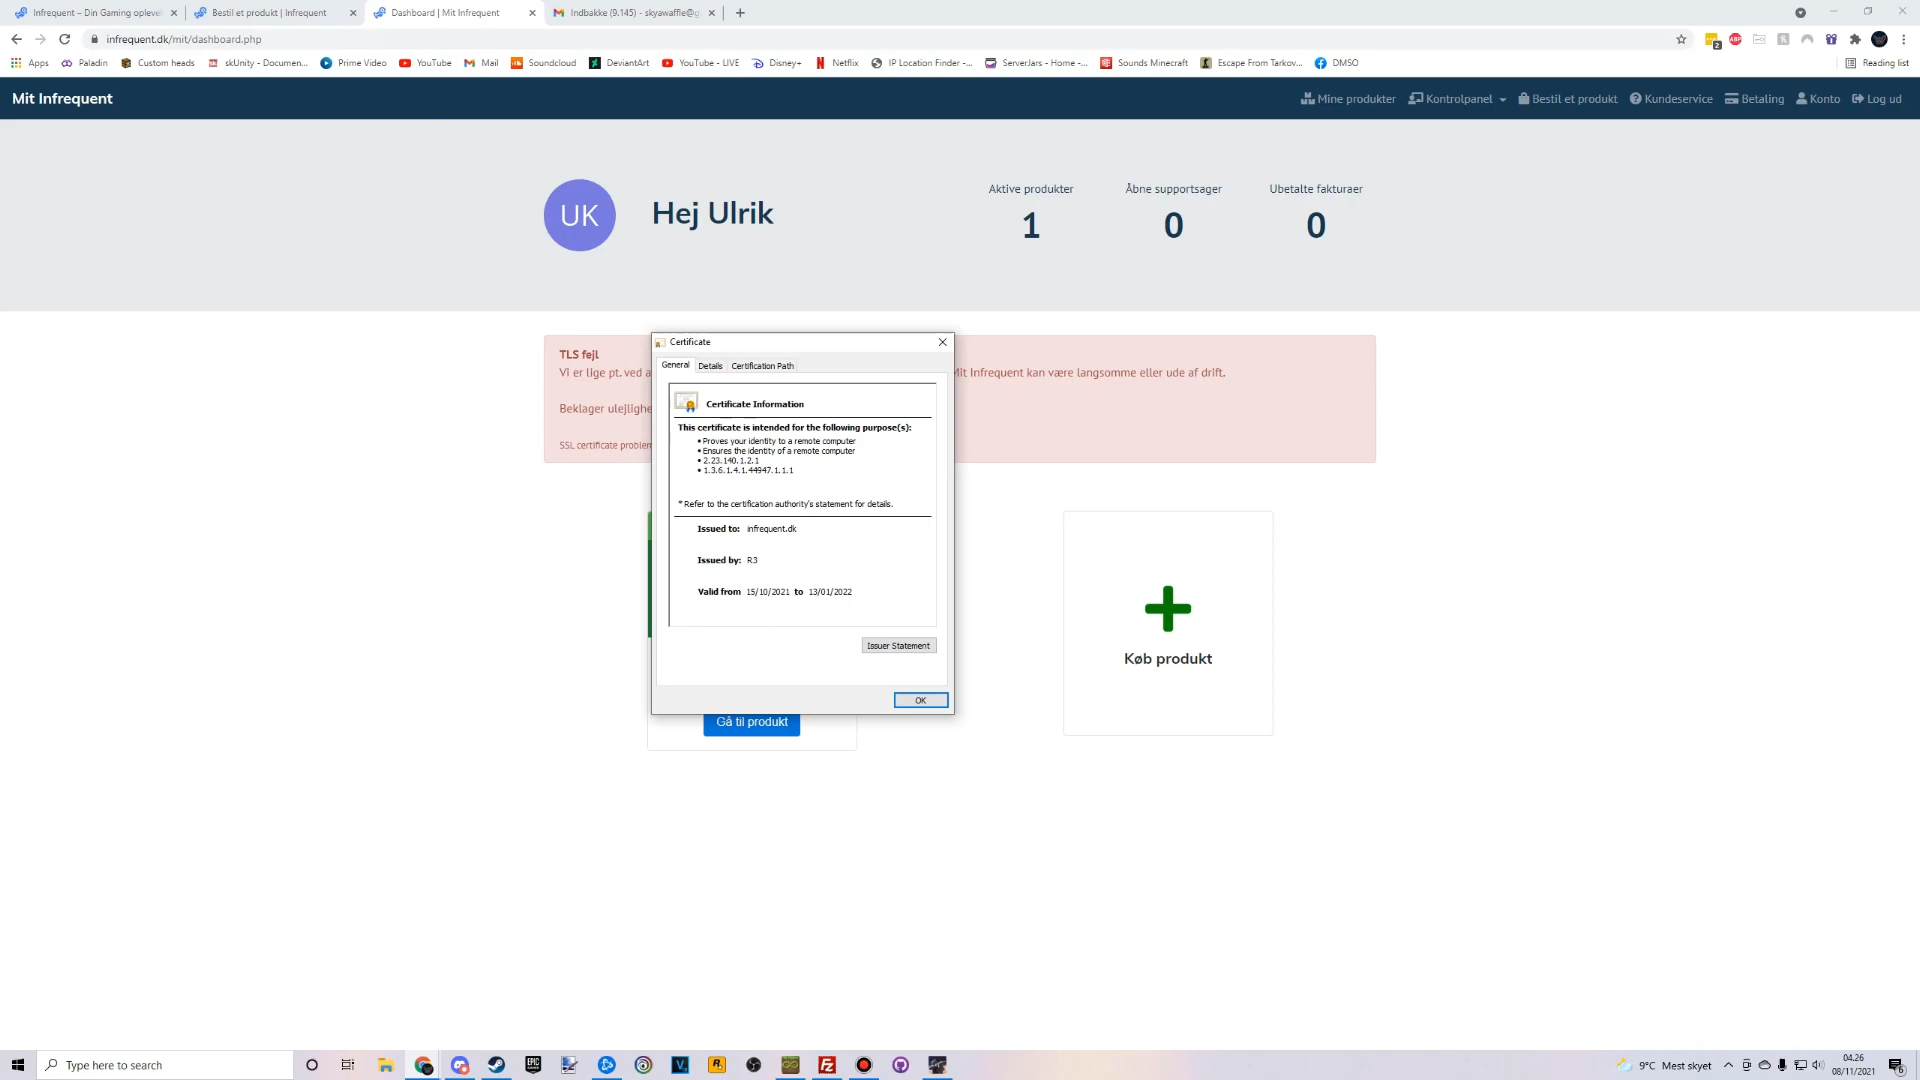 Infrequent – Din Gaming oplevel
Bestil et produkt | Infrequent
Dashboard | Mit Infrequent
Indbakke (9.145) - skyawaffle@g
infrequent.dk/mit/dashboard.php
Apps
Paladin
Custom heads
skUnity - Documen...
Prime Video
YouTube
Mail
Soundcloud
DeviantArt
YouTube - LIVE
Disney+
Netflix
IP Location Finder -...
ServerJars - Home -...
Sounds Minecraft
Escape From Tarkov...
DMSO
Reading list
Mit Infrequent
Mine produkter
Kontrolpanel
Bestil et produkt
Kundeservice
Betaling
Konto
Log ud
UK
Hej Ulrik
Aktive produkter
1
Åbne supportsager
0
Ubetalte fakturaer
0
TLS fejl
Vi er lige pt. ved a
Mit Infrequent kan være langsomme eller ude af drift.
Beklager ulejlighe
SSL certificate problem
Certificate
General
Details
Certification Path
Certificate Information
This certificate is intended for the following purpose(s):
• Proves your identity to a remote computer
• Ensures the identity of a remote computer
• 2.23.140.1.2.1
• 1.3.6.1.4.1.44947.1.1.1
* Refer to the certification authority's statement for details.
Issued to: infrequent.dk
Issued by: R3
Valid from 15/10/2021 to 13/01/2022
Issuer Statement
OK
Gå til produkt
Køb produkt
Type here to search
9°C Mest skyet
04.26
08/11/2021